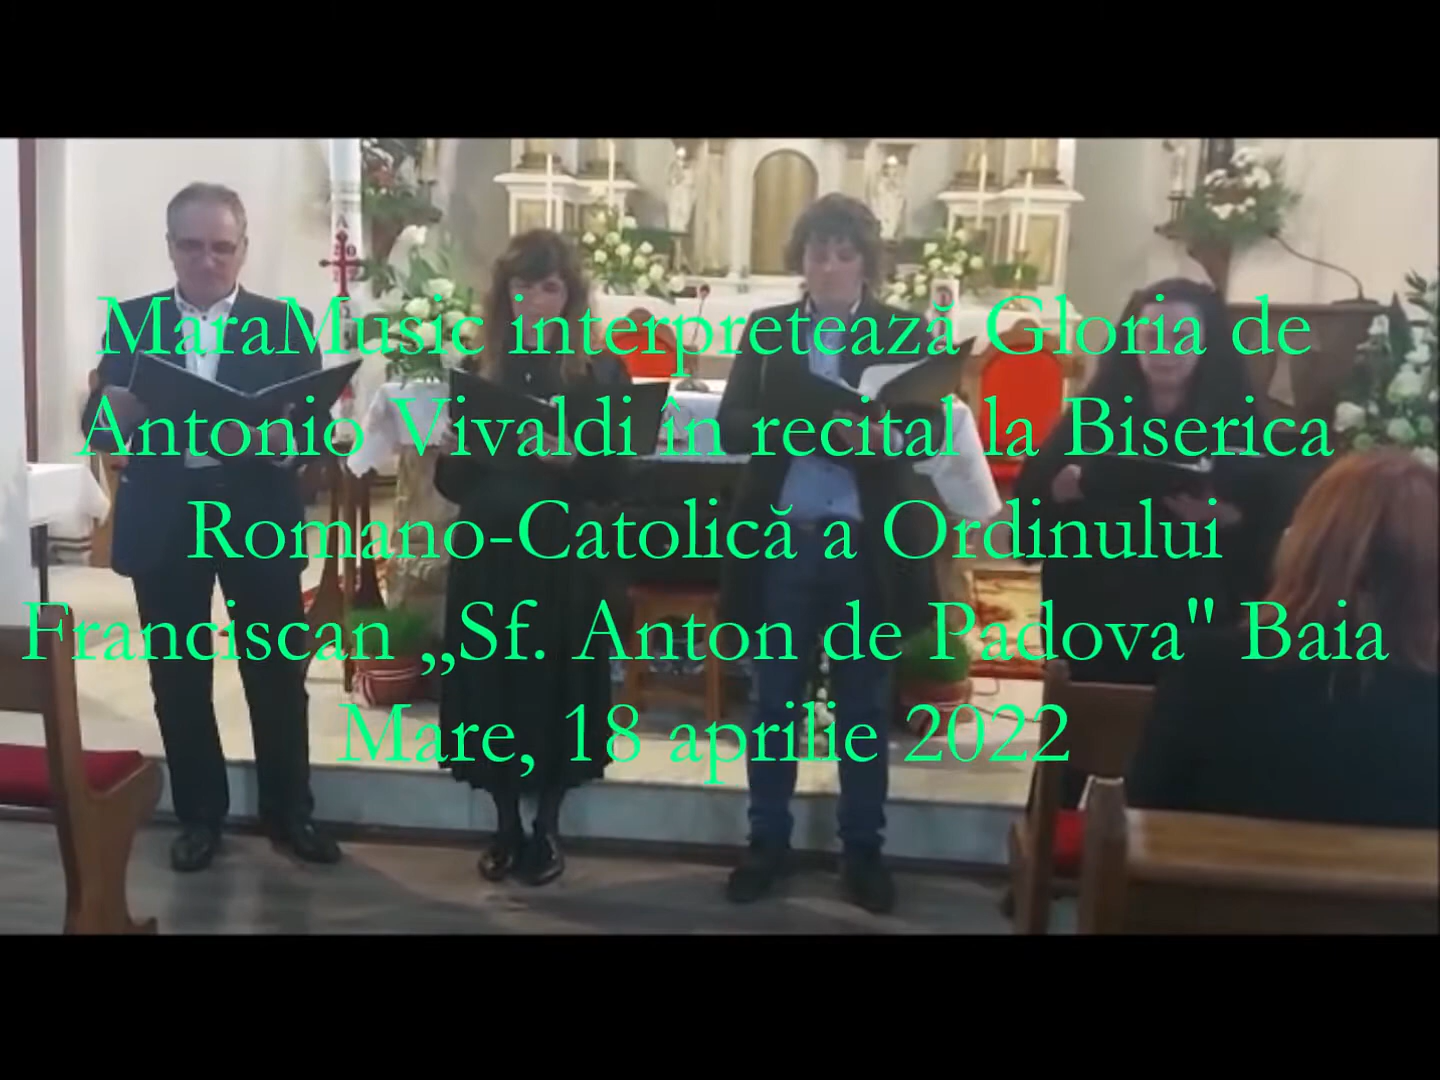 MaraMusic interpretează Gloria de
Antonio Vivaldi în recital la Biserica
Romano-Catolică a Ordinului
Franciscan ,,Sf. Anton de Padova" Baia
Mare, 18 aprilie 2022